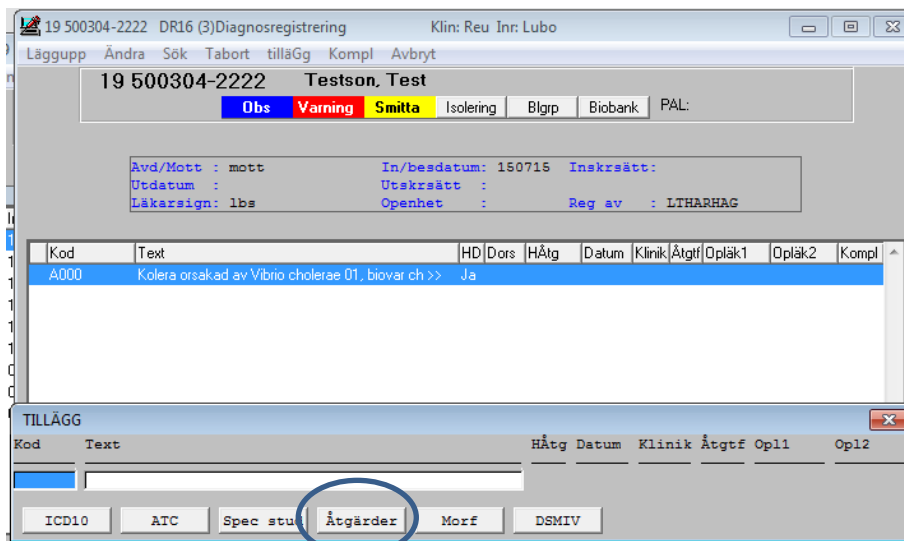 19 500304-2222 DR16 (3)Diagnosregistrering Klin: Reu Inr: Lubo
Läggupp Ändra Sök Tabort tilläGg Kompl Avbryt
19 500304-2222 Testson, Test
Obs Varning Smitta Isolering Blgrp Biobank PAL:
Avd/Mott : mott In/besdatum: 150715 Inskrsätt:
Utdatum : Utskrsätt :
Läkarsign: lbs Openhet : Reg av : LTHARHAG
Kod Text HD Dors HÅtg Datum Klinik Åtgtf Opläk1 Opläk2 Kompl
A000 Kolera orsakad av Vibrio cholerae 01, biovar ch >> Ja
TILLÄGG
Kod Text HÅtg Datum Klinik Åtgtf Opl1 Opl2
ICD10 ATC Spec stud Åtgärder Morf DSMIV